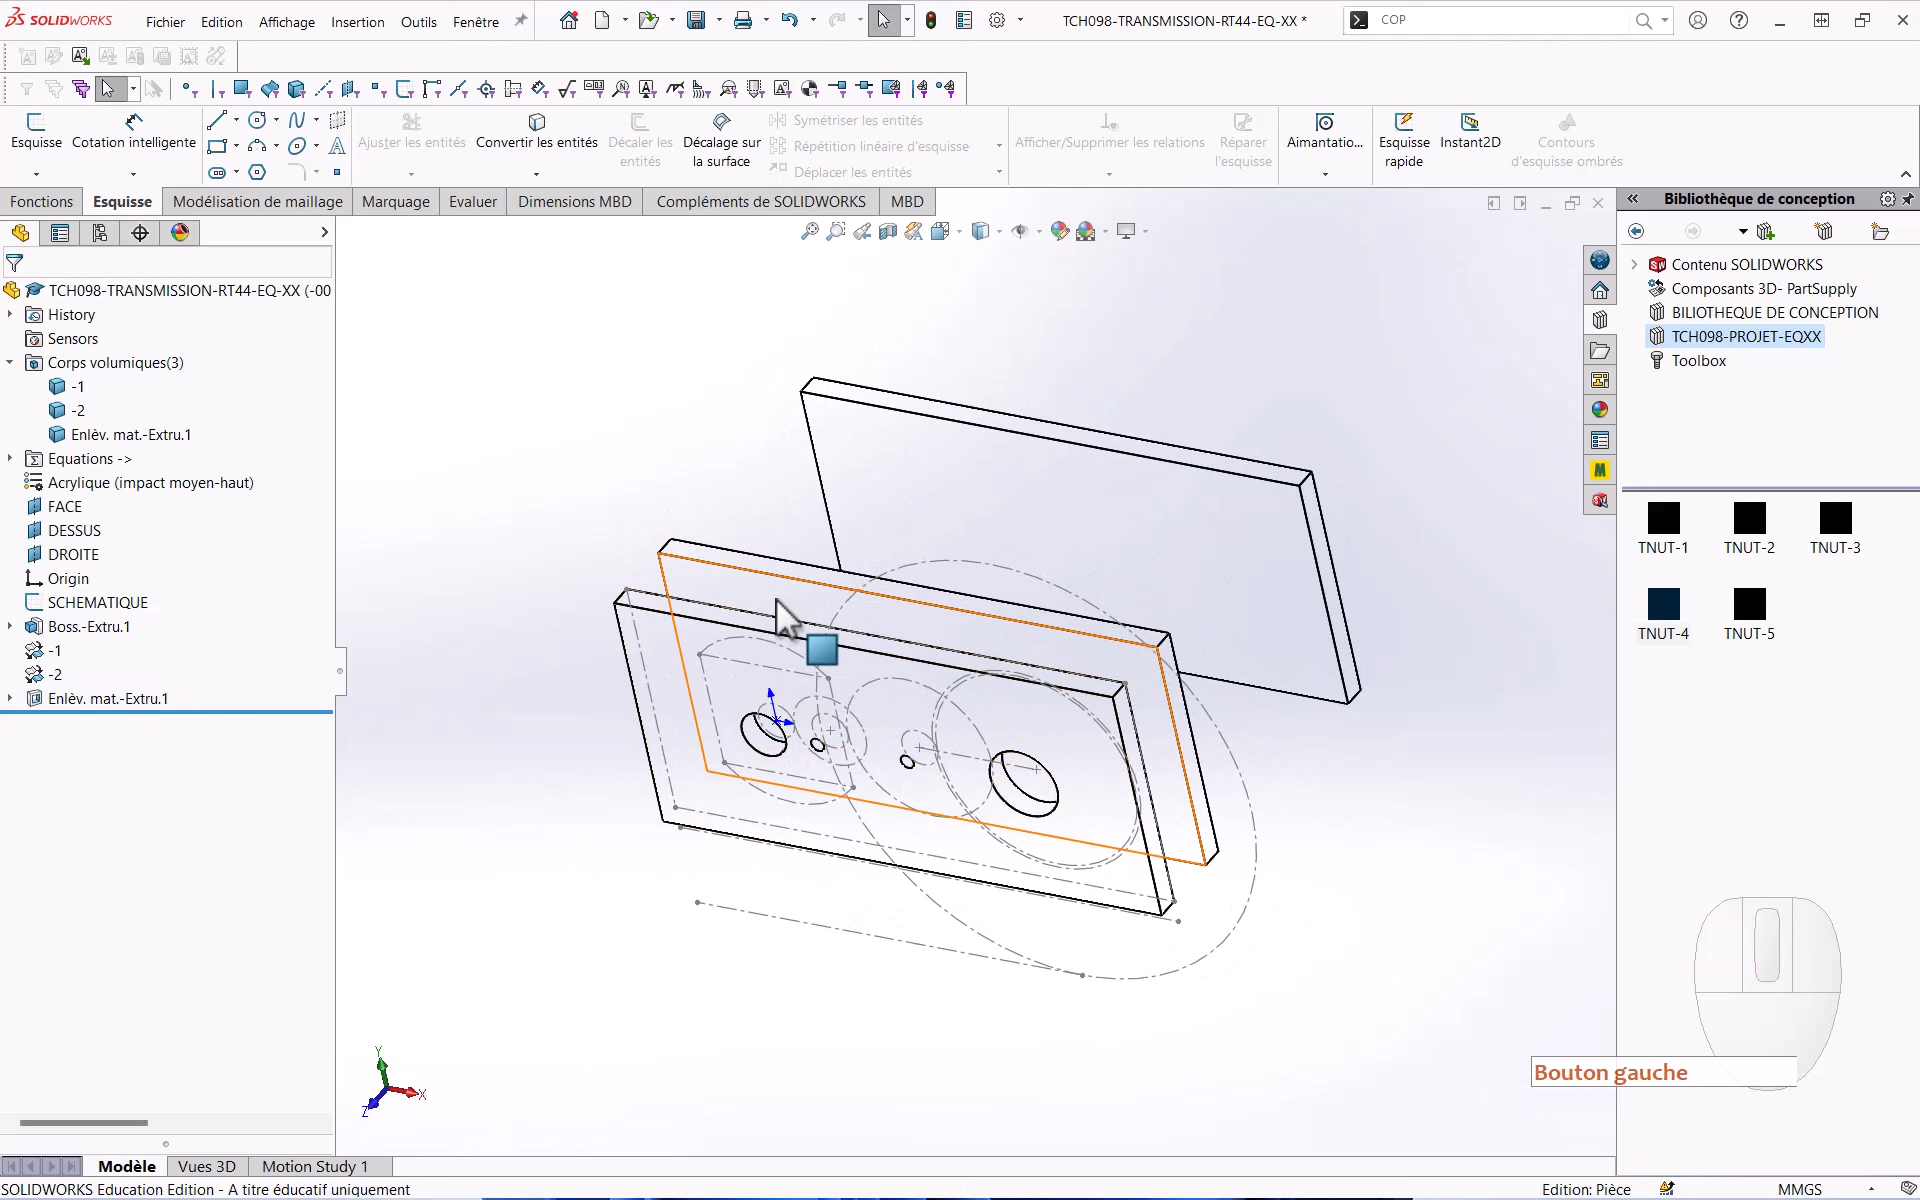 SOLIDWORKS Fichier Edition Affichage Insertion Outils Fenêtre TCH098-TRANSMISSION-RT44-EQ-XX * COP
Esquisse Cotation intelligente Ajuster les entités Convertir les entités Décaler les entités Décalage sur la surface Symétriser les entités Répétition linéaire d'esquisse Déplacer les entités Afficher/Supprimer les relations Réparer l'esquisse Aimantatio... Esquisse rapide Instant2D Contours d'esquisse ombrés
Fonctions Esquisse Modélisation de maillage Marquage Evaluer Dimensions MBD Compléments de SOLIDWORKS MBD
TCH098-TRANSMISSION-RT44-EQ-XX (-00
History
Sensors
Corps volumiques(3)
-1
-2
Enlèv. mat.-Extru.1
Equations ->
Acrylique (impact moyen-haut)
FACE
DESSUS
DROITE
Origin
SCHEMATIQUE
Boss.-Extru.1
-1
-2
Enlèv. mat.-Extru.1
Y
X
Z
Bibliothèque de conception
Contenu SOLIDWORKS
Composants 3D- PartSupply
BILIOTHEQUE DE CONCEPTION
TCH098-PROJET-EQXX
Toolbox
TNUT-1 TNUT-2 TNUT-3
TNUT-4 TNUT-5
Bouton gauche
Modèle Vues 3D Motion Study 1
SOLIDWORKS Education Edition - A titre éducatif uniquement Edition: Pièce MMGS